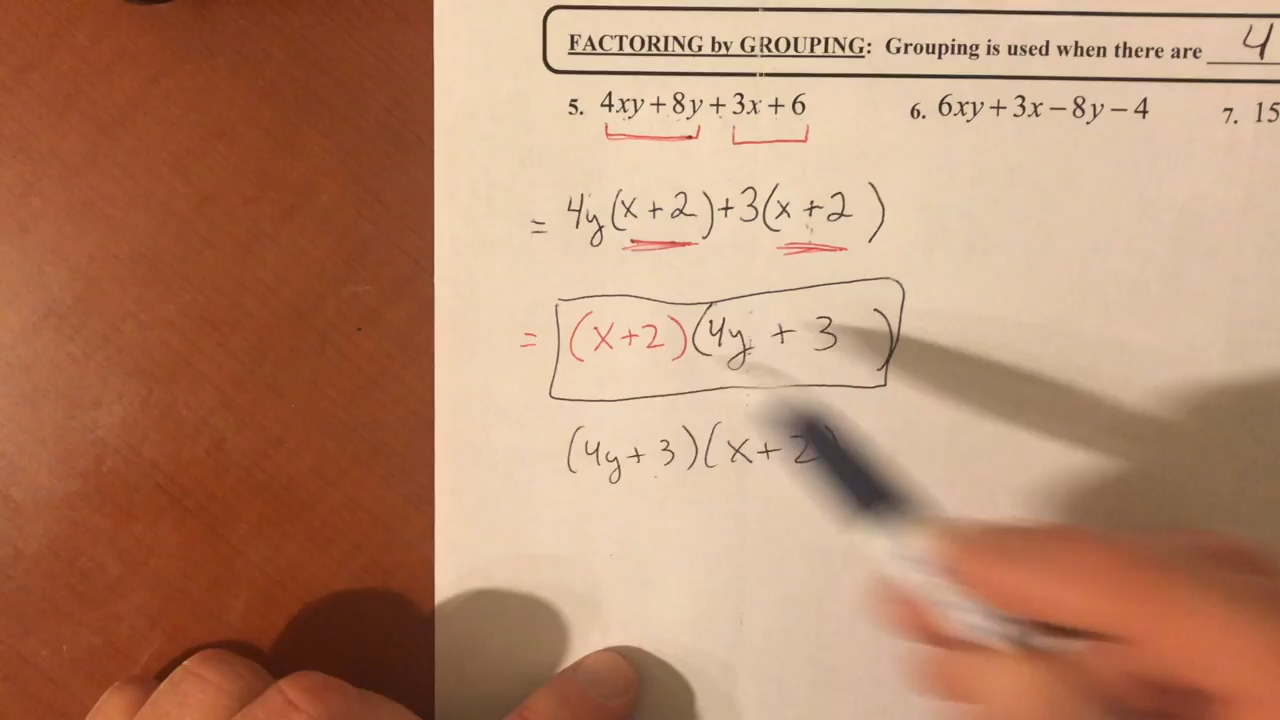 FACTORING by GROUPING: Grouping is used when there are 4
5. 4xy + 8y + 3x + 6 6. 6xy + 3x − 8y − 4 7. 15
= 4y(x + 2) + 3(x + 2)
= (x + 2)(4y + 3)
(4y + 3)(x + 2)